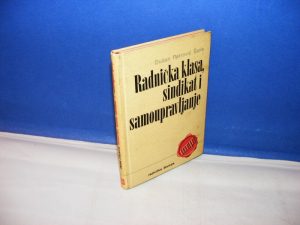 Dušan Petrović Šane
Radnička klasa,
sindikat i
samoupravljanje